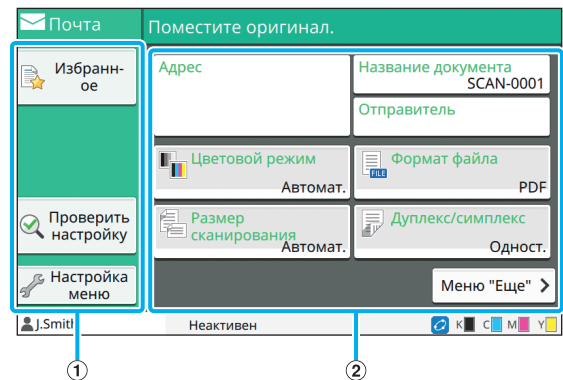 Почта
Поместите оригинал.
Избранн-
ое
Адрес
Название документа
SCAN-0001
Отправитель
Цветовой режим
Автомат.
Формат файла
FILE
PDF
Проверить
настройку
Размер
сканирования
Автомат.
Дуплекс/симплекс
Одност.
Настройка
меню
Меню "Еще"
J.Smith
Неактивен
K C M Y
1
2